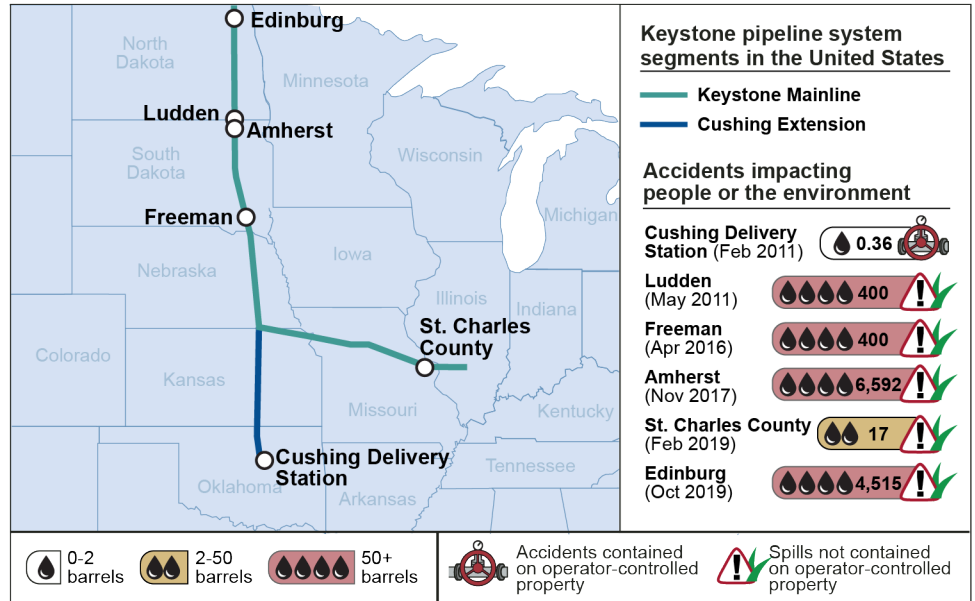 Edinburg
North
Dakota
Minnesota
Ludden
Amherst
South
Dakota
Wisconsin
Freeman
Michigan
Iowa
Nebraska
Illinois
Indiana
St. Charles
County
Colorado
Kansas
Missouri
Kentucky
Cushing Delivery
Station
Oklahoma
Arkansas
Tennessee
Keystone pipeline system
segments in the United States
Keystone Mainline
Cushing Extension
Accidents impacting
people or the environment
Cushing Delivery
Station (Feb 2011)
0.36
Ludden
(May 2011)
400
Freeman
(Apr 2016)
400
Amherst
(Nov 2017)
6,592
St. Charles County
(Feb 2019)
17
Edinburg
(Oct 2019)
4,515
0-2
barrels
2-50
barrels
50+
barrels
Accidents contained
on operator-controlled
property
Spills not contained
on operator-controlled
property